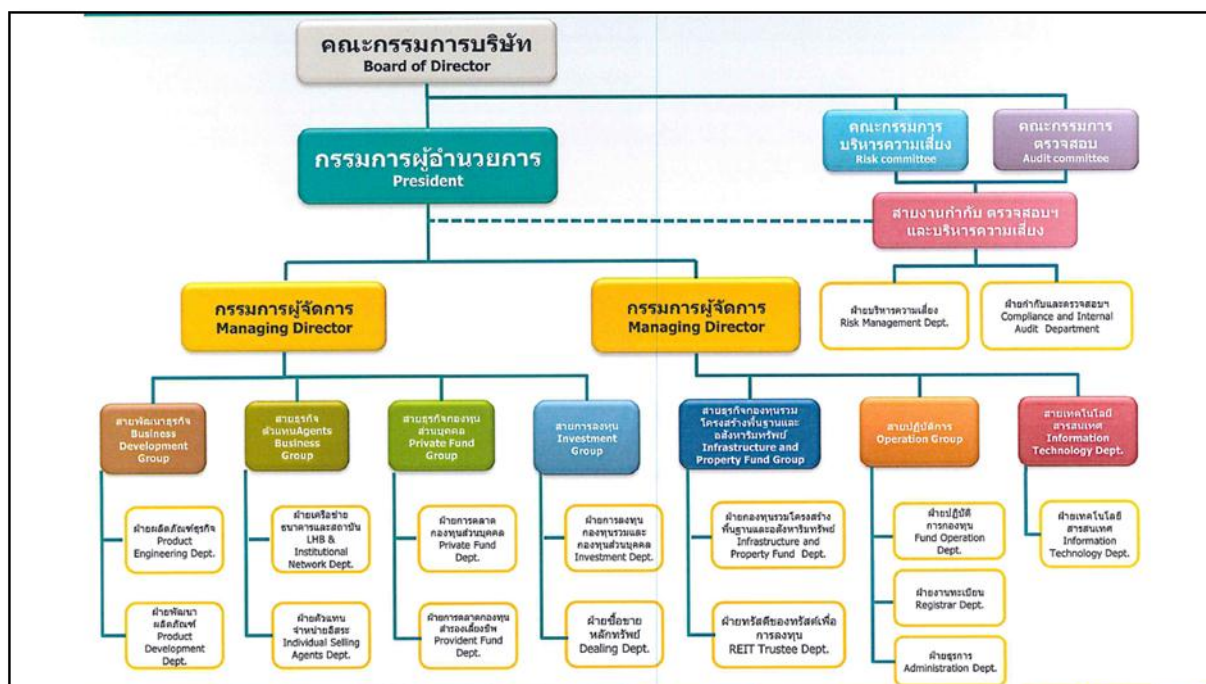 คณะกรรมการบริษัท
Board of Director
คณะกรรมการ
บริหารความเสี่ยง
Risk committee
คณะกรรมการ
ตรวจสอบ
Audit committee
กรรมการผู้อำนวยการ
President
สายงานกำกับ ตรวจสอบฯ
และบริหารความเสี่ยง
กรรมการผู้จัดการ
Managing Director
กรรมการผู้จัดการ
Managing Director
ฝ่ายบริหารความเสี่ยง
Risk Management Dept.
ฝ่ายกำกับและตรวจสอบฯ
Compliance and Internal
Audit Department
สายพัฒนาธุรกิจ
Business
Development
Group
สายธุรกิจ
ตัวแทนAgents
Business
Group
สายธุรกิจกองทุน
ส่วนบุคคล
Private Fund
Group
สายการลงทุน
Investment
Group
สายธุรกิจกองทุนรวม
โครงสร้างพื้นฐานและ
อสังหาริมทรัพย์
Infrastructure and
Property Fund Group
สายปฏิบัติการ
Operation Group
สายเทคโนโลยี
สารสนเทศ
Information
Technology Dept.
ฝ่ายผลิตภัณฑ์ธุรกิจ
Product
Engineering Dept.
ฝ่ายเครือข่าย
ธนาคารและสถาบัน
LHB &
Institutional
Network Dept.
ฝ่ายการตลาด
กองทุนส่วนบุคคล
Private Fund
Dept.
ฝ่ายการลงทุน
กองทุนรวมและ
กองทุนส่วนบุคคล
Investment Dept.
ฝ่ายกองทุนรวมโครงสร้าง
พื้นฐานและอสังหาริมทรัพย์
Infrastructure and
Property Fund Dept.
ฝ่ายปฏิบัติ
การกองทุน
Fund Operation
Dept.
ฝ่ายเทคโนโลยี
สารสนเทศ
Information
Technology Dept.
ฝ่ายพัฒนา
ผลิตภัณฑ์
Product
Development
Dept.
ฝ่ายตัวแทน
จำหน่ายอิสระ
Individual Selling
Agents Dept.
ฝ่ายการตลาดกองทุน
สำรองเลี้ยงชีพ
Provident Fund
Dept.
ฝ่ายซื้อขาย
หลักทรัพย์
Dealing Dept.
ฝ่ายทรัสตีของทรัสต์เพื่อ
การลงทุน
REIT Trustee Dept.
ฝ่ายงานทะเบียน
Registrar Dept.
ฝ่ายธุรการ
Administration Dept.